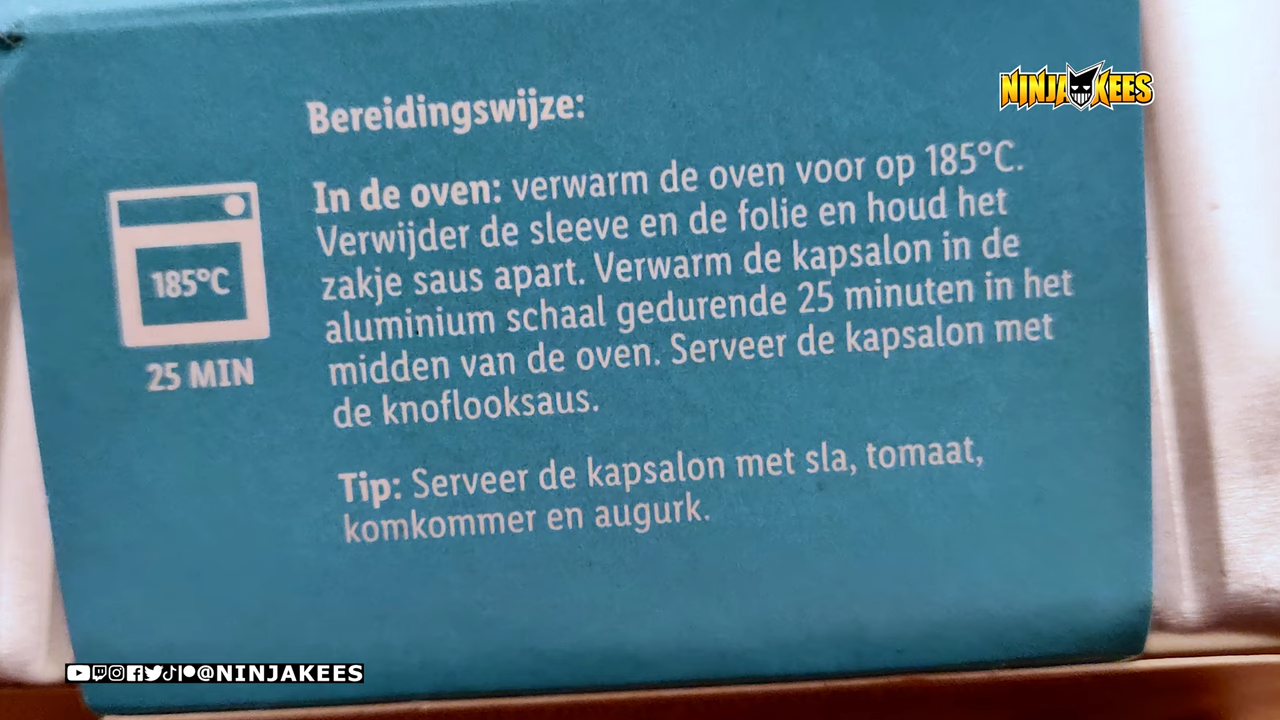 NINJAKEES
Bereidingswijze:
In de oven: verwarm de oven voor op 185°C.
Verwijder de sleeve en de folie en houd het
zakje saus apart. Verwarm de kapsalon in de
aluminium schaal gedurende 25 minuten in het
midden van de oven. Serveer de kapsalon met
de knoflooksaus.
185°C
25 MIN
Tip: Serveer de kapsalon met sla, tomaat,
komkommer en augurk.
@NINJAKEES